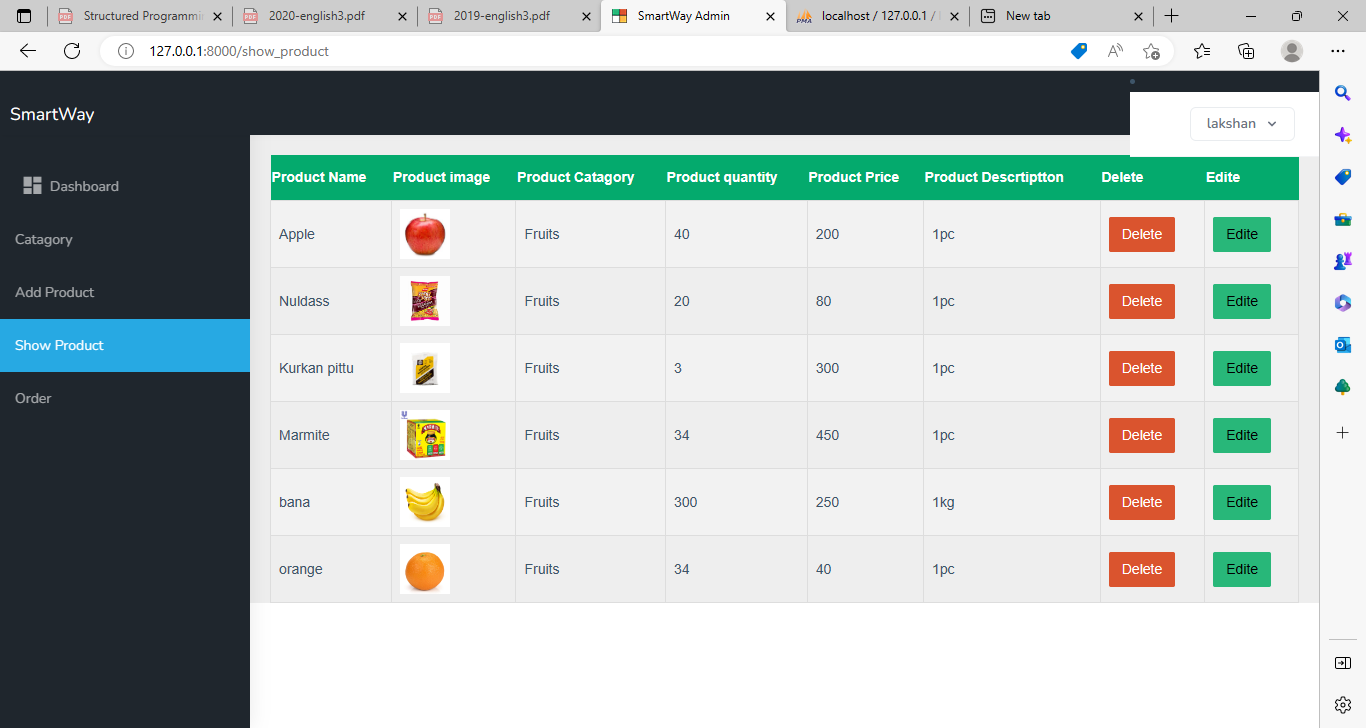 Structured Programmi
2020-english3.pdf
2019-english3.pdf
SmartWay Admin
localhost / 127.0.0.1 /
New tab
127.0.0.1:8000/show_product
SmartWay
lakshan
Dashboard
Catagory
Add Product
Show Product
Order
Product Name Product image Product Catagory Product quantity Product Price Product Descrtiptton Delete Edite
Apple Fruits 40 200 1pc Delete Edite
Nuldass Fruits 20 80 1pc Delete Edite
Kurkan pittu Fruits 3 300 1pc Delete Edite
Marmite Fruits 34 450 1pc Delete Edite
bana Fruits 300 250 1kg Delete Edite
orange Fruits 34 40 1pc Delete Edite